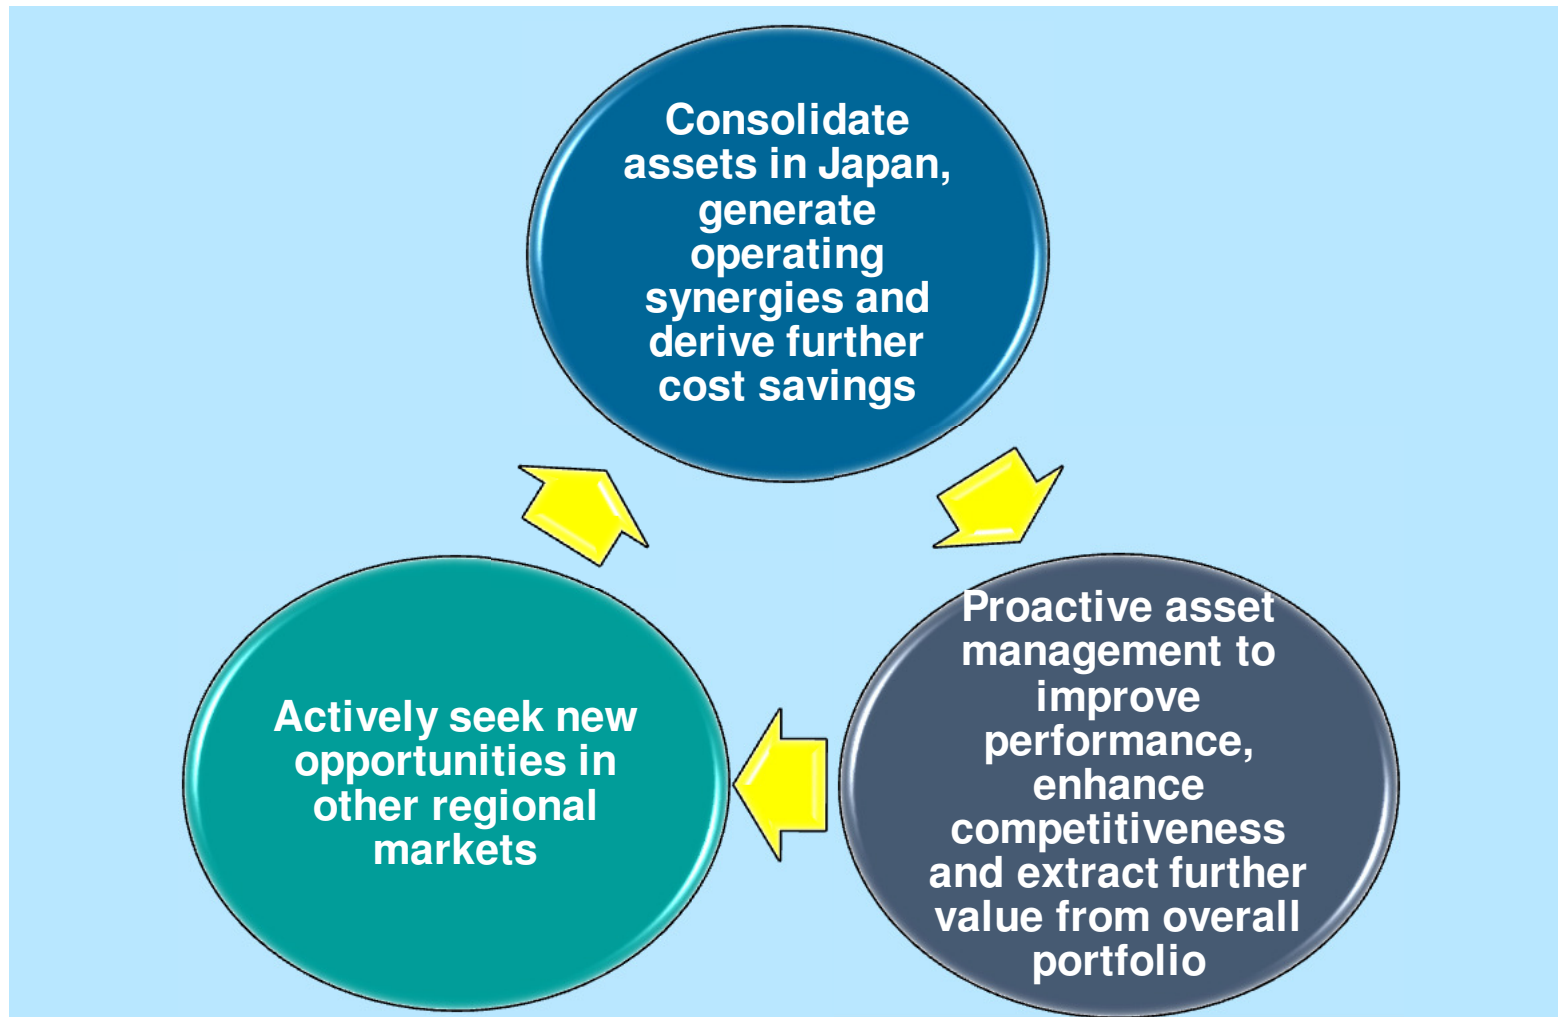 Consolidate
assets in Japan,
generate
operating
synergies and
derive further
cost savings
Proactive asset
management to
improve
performance,
enhance
competitiveness
and extract further
value from overall
portfolio
Actively seek new
opportunities in
other regional
markets